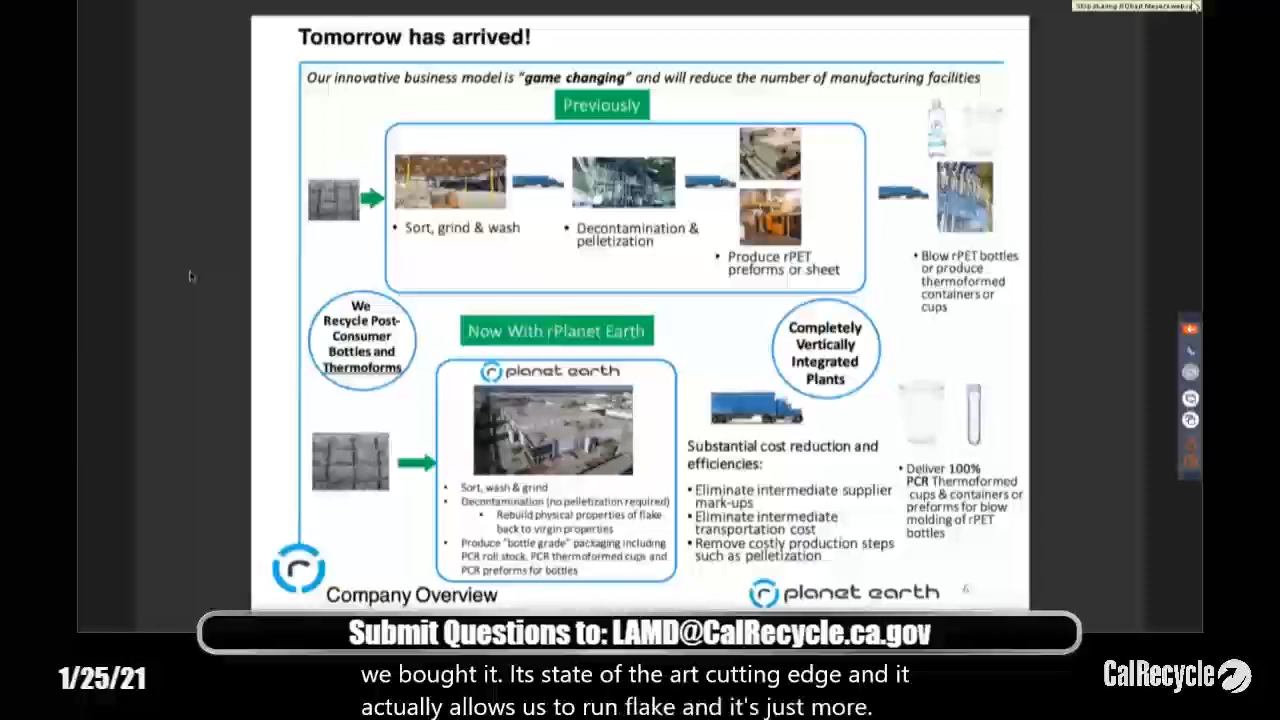 Tomorrow has arrived!
Our innovative business model is "game changing" and will reduce the number of manufacturing facilities
Previously
• Sort, grind & wash
• Decontamination &
pelletization
• Produce rPET
preforms or sheet
• Blow rPET bottles
or produce
thermoformed
containers or
cups
We
Recycle Post-
Consumer
Bottles and
Thermoforms
Now With rPlanet Earth
Completely
Vertically
Integrated
Plants
r planet earth
• Sort, wash & grind
• Decontamination (no pelletization required)
• Rebuild physical properties of flake
back to virgin properties
• Produce "bottle grade" packaging including
PCR roll stock, PCR thermoformed cups and
PCR preforms for bottles
Substantial cost reduction and
efficiencies:
• Eliminate intermediate supplier
mark-ups
• Eliminate intermediate
transportation cost
• Remove costly production steps
such as pelletization
• Deliver 100%
PCR Thermoformed
cups & containers or
preforms for blow
molding of rPET
bottles
r
Company Overview
r planet earth
6
Submit Questions to: LAMD@CalRecycle.ca.gov
1/25/21
we bought it. Its state of the art cutting edge and it
actually allows us to run flake and it's just more.
CalRecycle